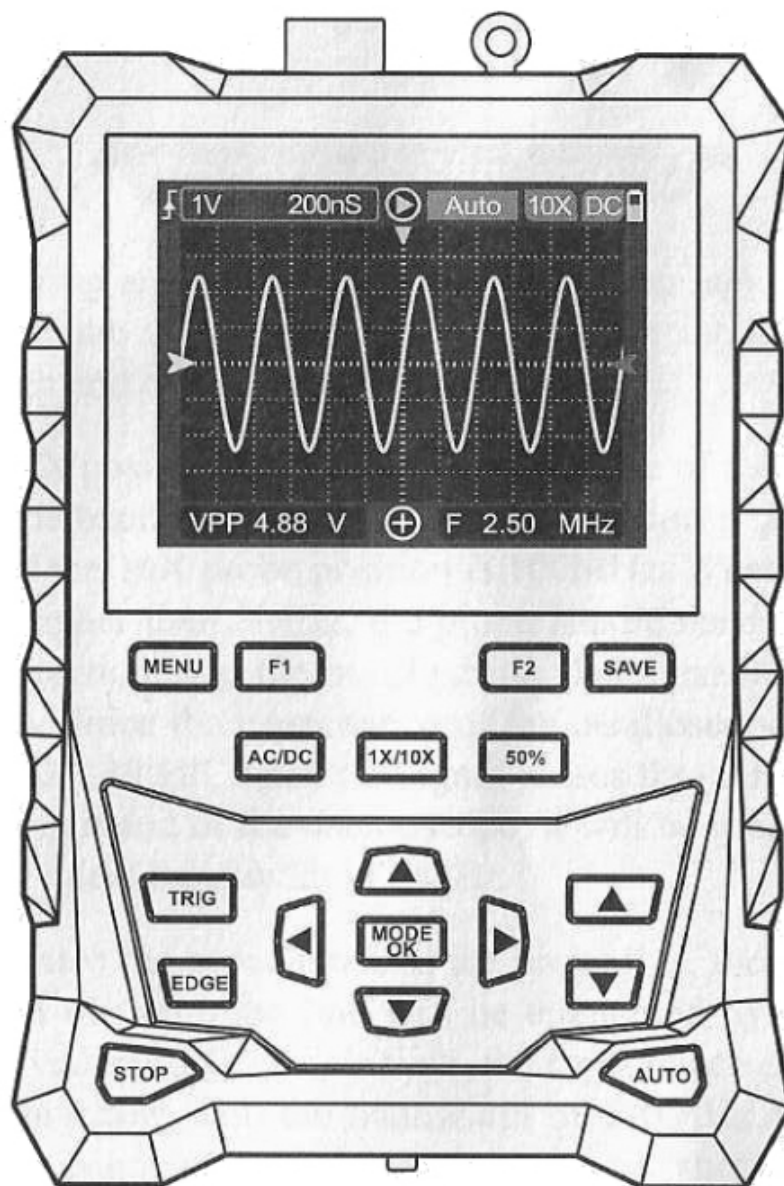 1V 200nS Auto 10X DC
VPP 4.88 V F 2.50 MHz
MENU F1 F2 SAVE
AC/DC 1X/10X 50%
TRIG
MODE
OK
EDGE
STOP AUTO